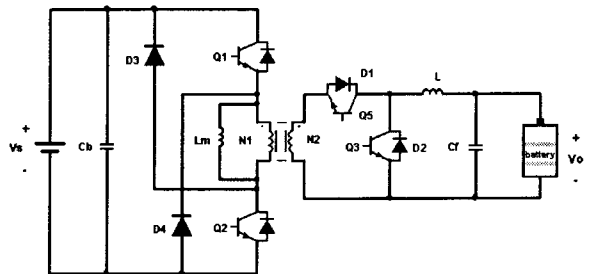 D3
Q1
D1
L
Q5
+
Vs
-
Cb
Lm
N1
N2
Q3
D2
Cf
battery
+
Vo
-
D4
Q2